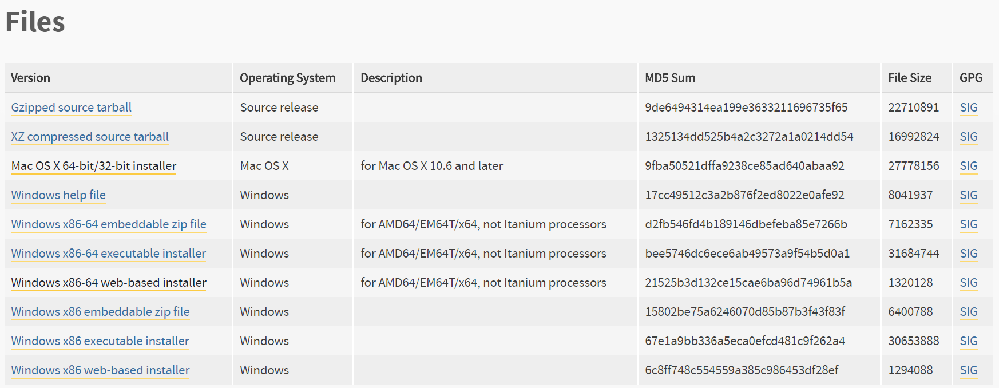 Files
Version Operating System Description MD5 Sum File Size GPG
Gzipped source tarball Source release 9de6494314ea199e3633211696735f65 22710891 SIG
XZ compressed source tarball Source release 1325134dd525b4a2c3272a1a0214dd54 16992824 SIG
Mac OS X 64-bit/32-bit installer Mac OS X for Mac OS X 10.6 and later 9fba50521dffa9238ce85ad640abaa92 27778156 SIG
Windows help file Windows 17cc49512c3a2b876f2ed8022e0afe92 8041937 SIG
Windows x86-64 embeddable zip file Windows for AMD64/EM64T/x64, not Itanium processors d2fb546fd4b189146dbefeba85e7266b 7162335 SIG
Windows x86-64 executable installer Windows for AMD64/EM64T/x64, not Itanium processors bee5746dc6ece6ab49573a9f54b5d0a1 31684744 SIG
Windows x86-64 web-based installer Windows for AMD64/EM64T/x64, not Itanium processors 21525b3d132ce15cae6ba96d74961b5a 1320128 SIG
Windows x86 embeddable zip file Windows 15802be75a6246070d85b87b3f43f83f 6400788 SIG
Windows x86 executable installer Windows 67e1a9bb336a5eca0efcd481c9f262a4 30653888 SIG
Windows x86 web-based installer Windows 6c8ff748c554559a385c986453df28ef 1294088 SIG